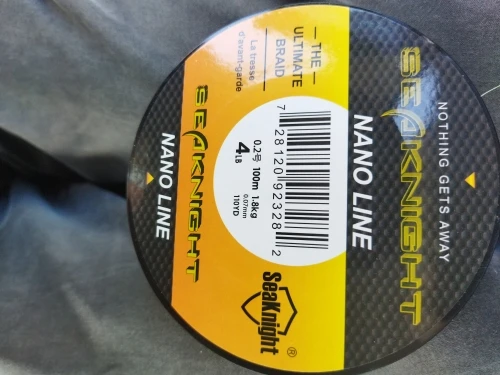 NOTHING GETS AWAY
SEAKNIGHT
NANO LINE
THE
ULTIMATE
BRAID
La tresse
d'avant-garde
7 28120 92328 2
0.2号 100m 1.8kg
4LB 0.07mm 110YD
SeaKnight®
SEAKNIGHT
NANO LINE